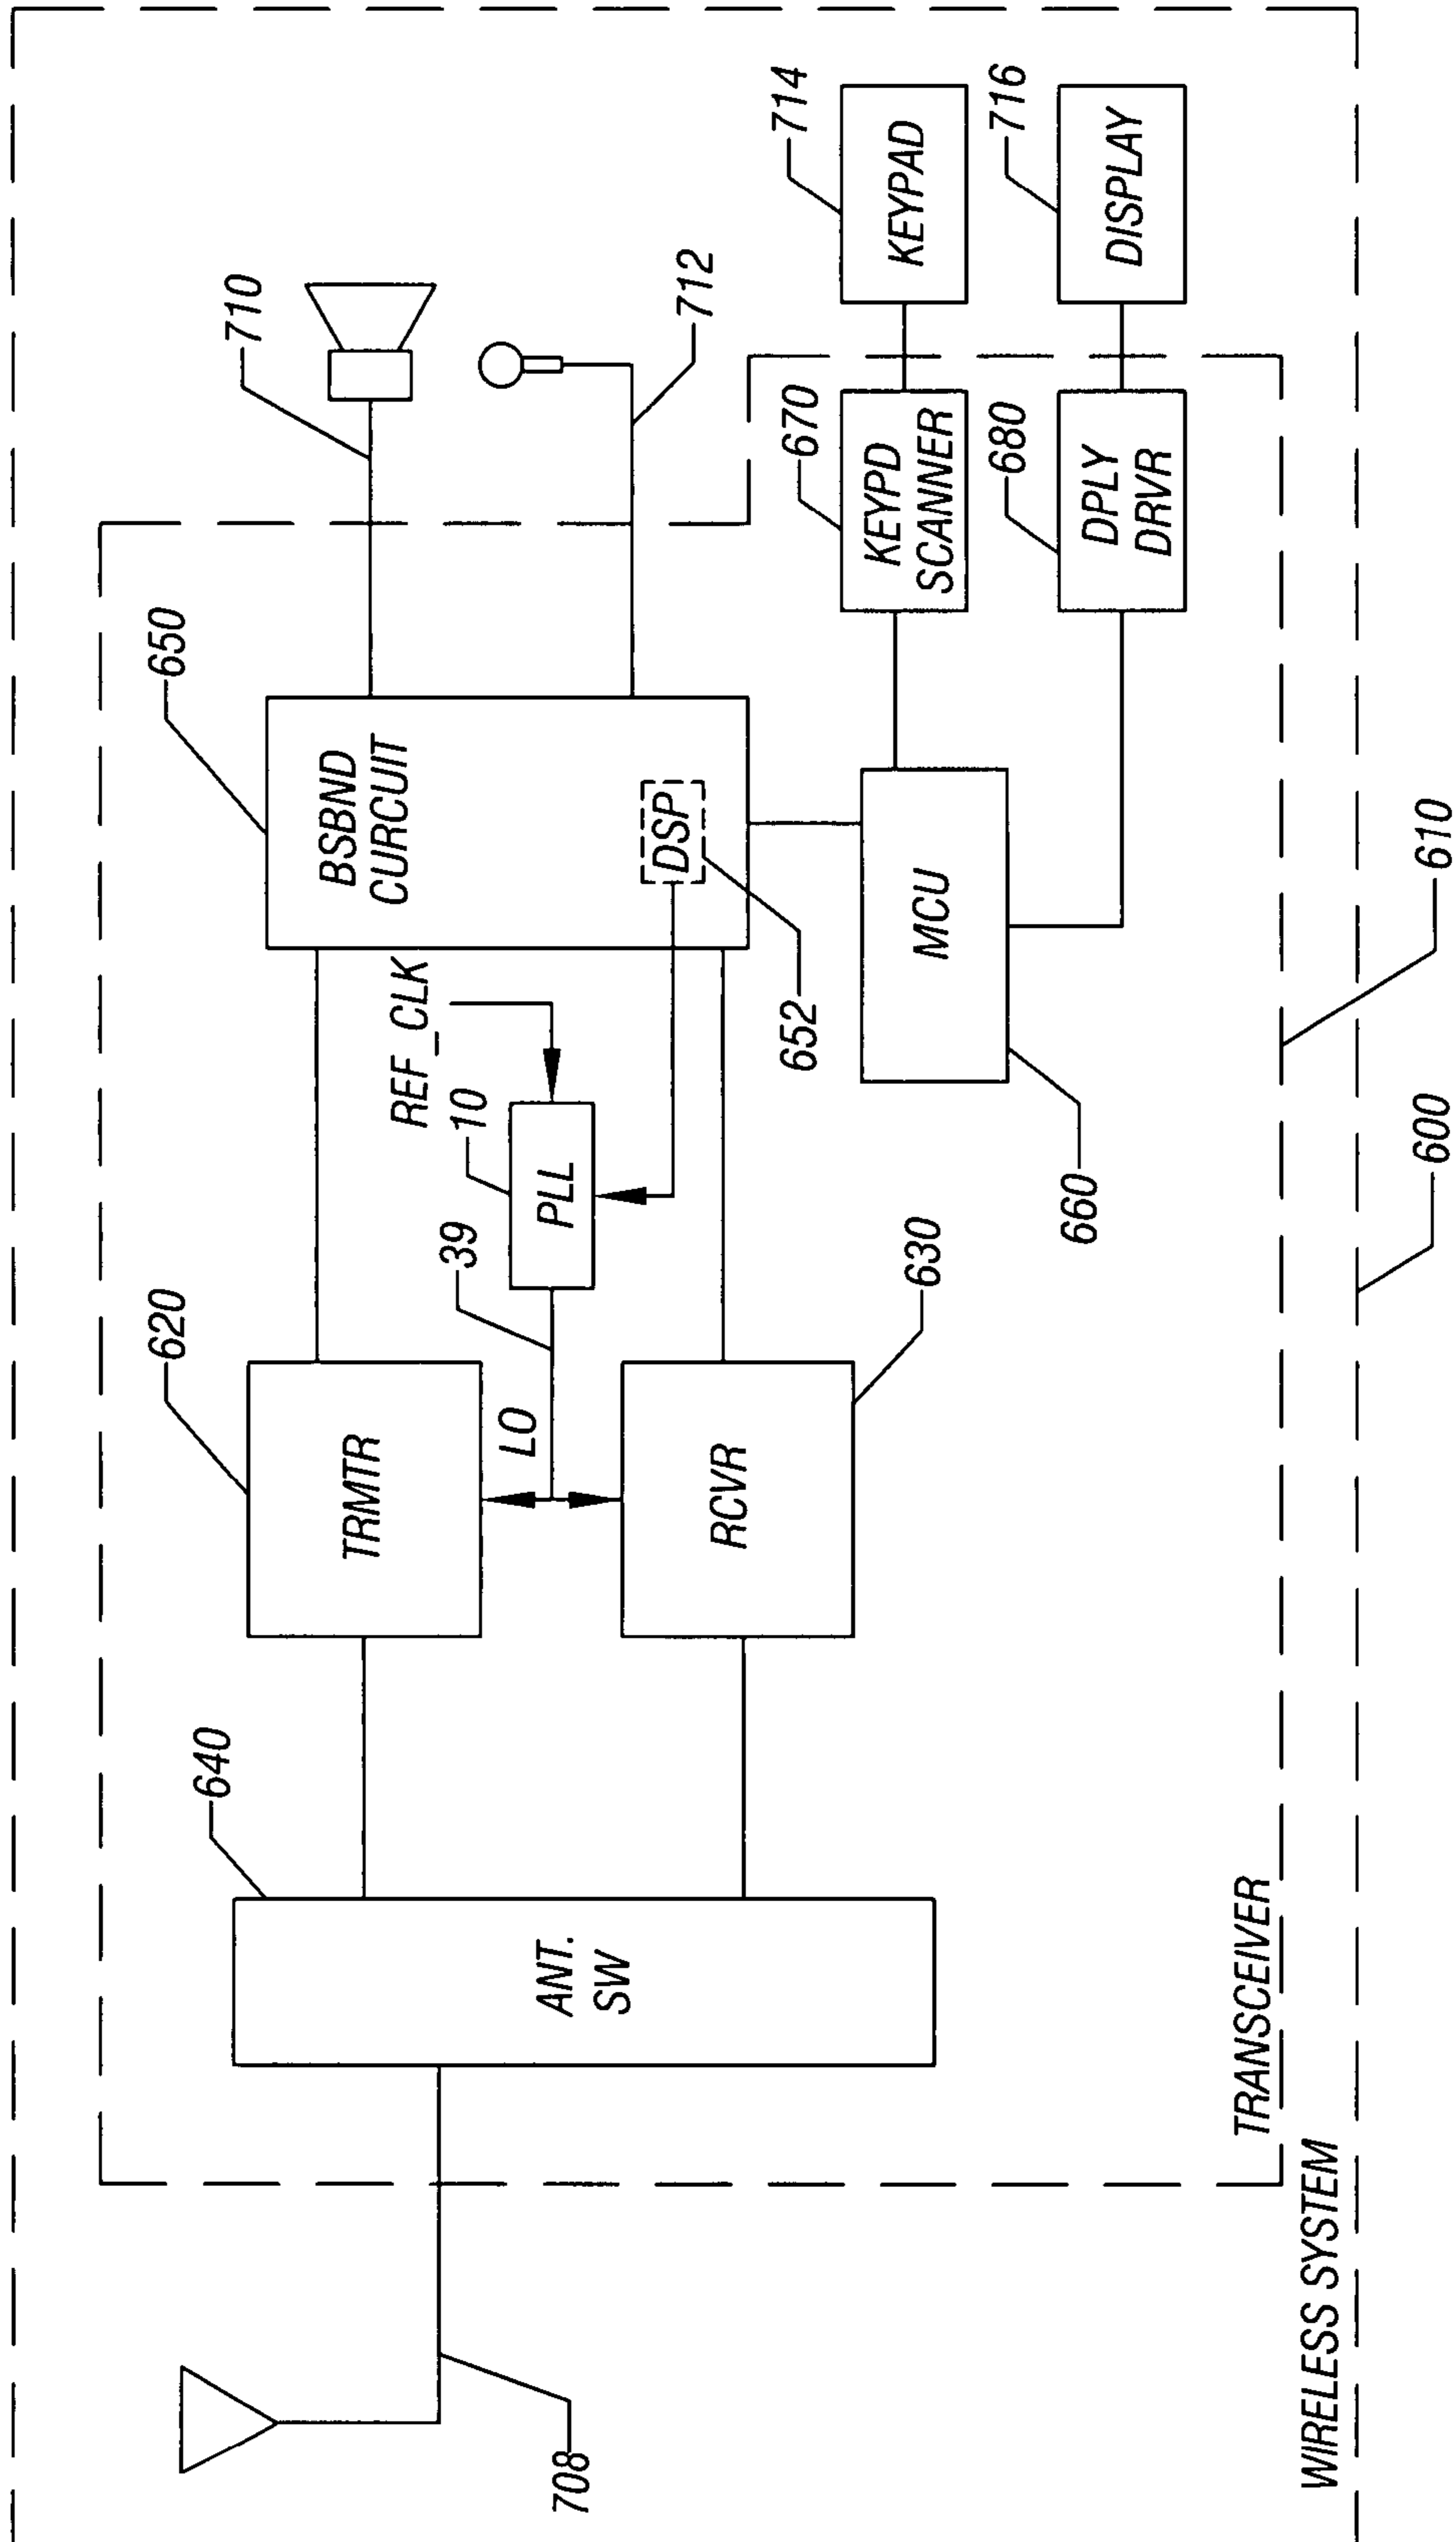 710
712
714
KEYPAD
716
DISPLAY
650
BSBND
CURCUIT
DSP
652
670
KEYPD
SCANNER
680
DPLY
DRVR
REF_CLK
10
PLL
39
LO
MCU
660
620
TRMTR
630
RCVR
640
ANT.
SW
708
TRANSCEIVER
610
WIRELESS SYSTEM
600